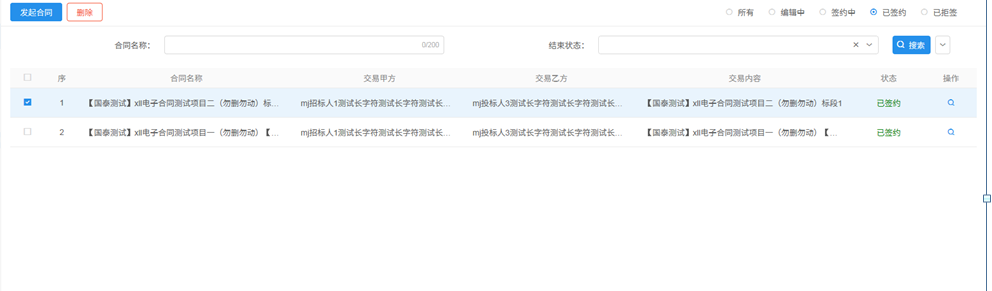 发起合同 删除 所有 编辑中 签约中 已签约 已拒签
合同名称： 0/200 结束状态： 搜索
序 合同名称 交易甲方 交易乙方 交易内容 状态 操作
1 【国泰测试】xll电子合同测试项目二（勿删勿动）标... mj招标人1测试长字符测试长字符测试长... mj投标人3测试长字符测试长字符测试长... 【国泰测试】xll电子合同测试项目二（勿删勿动）标段1 已签约
2 【国泰测试】xll电子合同测试项目一（勿删勿动）【... mj招标人1测试长字符测试长字符测试长... mj投标人3测试长字符测试长字符测试长... 【国泰测试】xll电子合同测试项目一（勿删勿动）【... 已签约